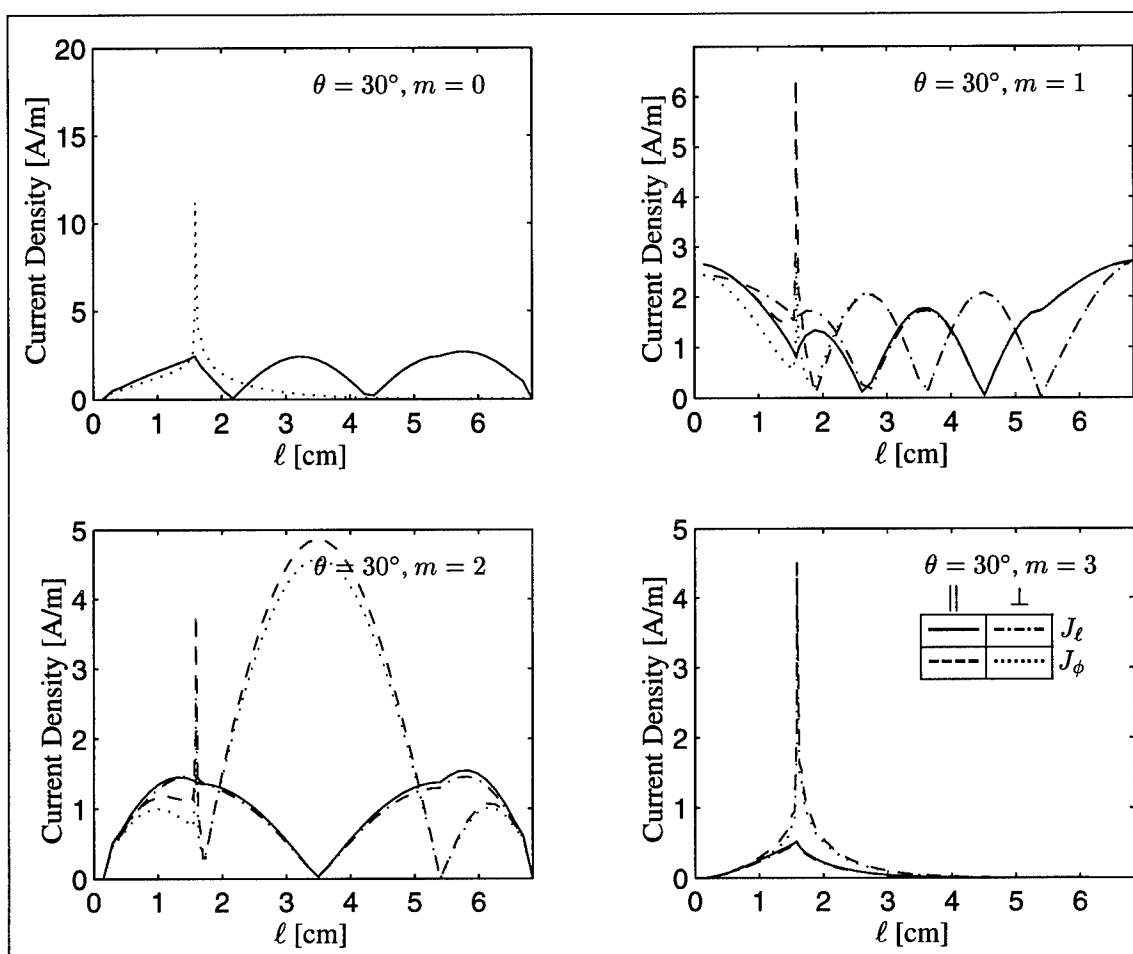 θ = 30°, m = 0
Current Density [A/m]
20
15
10
5
0
0 1 2 3 4 5 6
ℓ [cm]
θ = 30°, m = 1
Current Density [A/m]
6
5
4
3
2
1
0
0 1 2 3 4 5 6
ℓ [cm]
θ = 30°, m = 2
Current Density [A/m]
5
4
3
2
1
0
0 1 2 3 4 5 6
ℓ [cm]
θ = 30°, m = 3
|| ⊥
J_ℓ
J_ϕ
Current Density [A/m]
5
4
3
2
1
0
0 1 2 3 4 5 6
ℓ [cm]